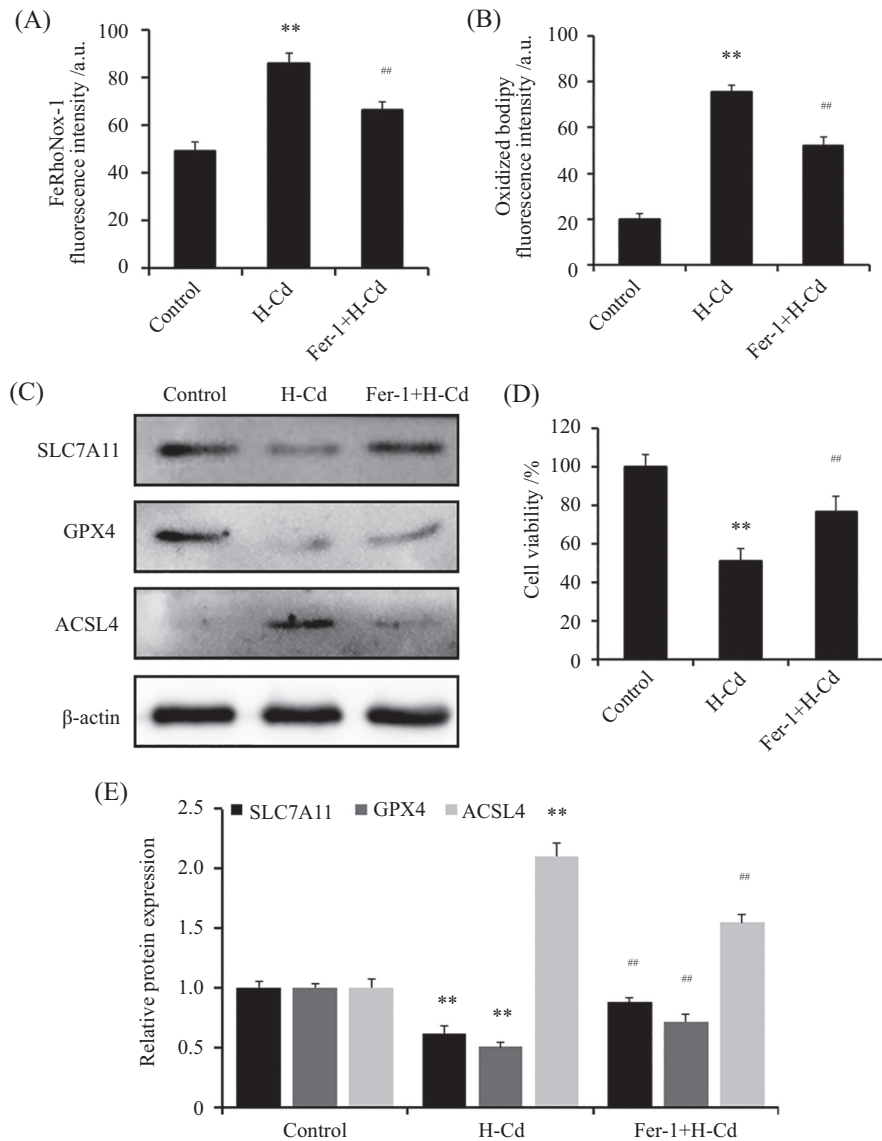 (A)
FeRhoNox-1
fluorescence intensity /a.u.
100
80
60
40
20
0
**
##
Control
H-Cd
Fer-1+H-Cd
(B)
Oxidized bodipy
fluorescence intensity /a.u.
100
80
60
40
20
0
**
##
Control
H-Cd
Fer-1+H-Cd
(C)
Control H-Cd Fer-1+H-Cd
SLC7A11
GPX4
ACSL4
β-actin
(D)
Cell viability /%
120
100
80
60
40
20
0
**
##
Control
H-Cd
Fer-1+H-Cd
(E)
Relative protein expression
2.5
2.0
1.5
1.0
0.5
0
SLC7A11 GPX4 ACSL4
** ** **
## ## ##
Control H-Cd Fer-1+H-Cd